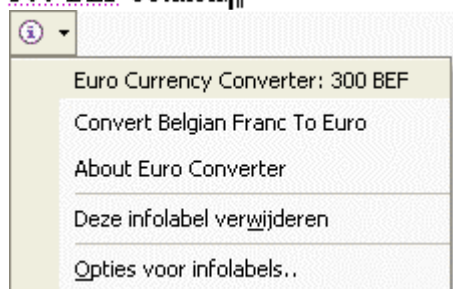 Euro Currency Converter: 300 BEF
Convert Belgian Franc To Euro
About Euro Converter
Deze infolabel verwijderen
Opties voor infolabels..